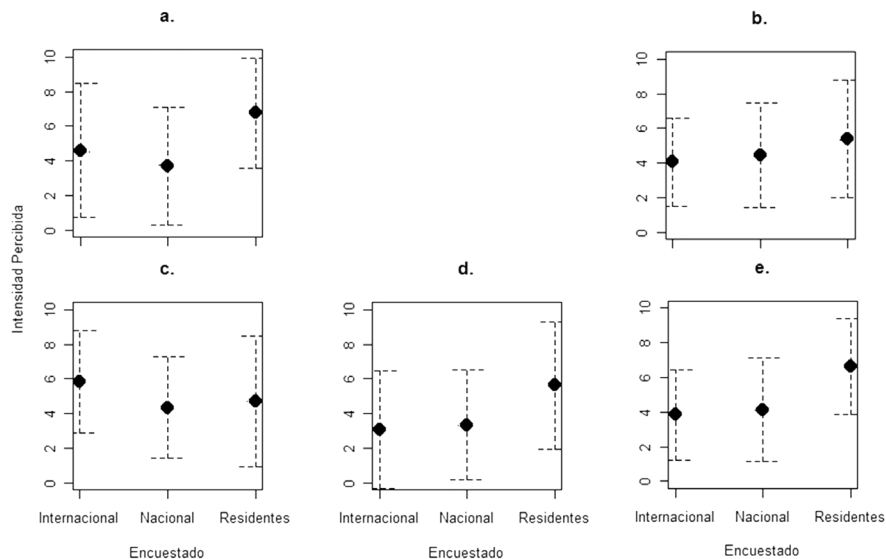 a.
10
8
6
4
2
0
b.
10
8
6
4
2
0
Intensidad Percibida
c.
10
8
6
4
2
0
Internacional Nacional Residentes
Encuestado
d.
10
8
6
4
2
0
Internacional Nacional Residentes
Encuestado
e.
10
8
6
4
2
0
Internacional Nacional Residentes
Encuestado